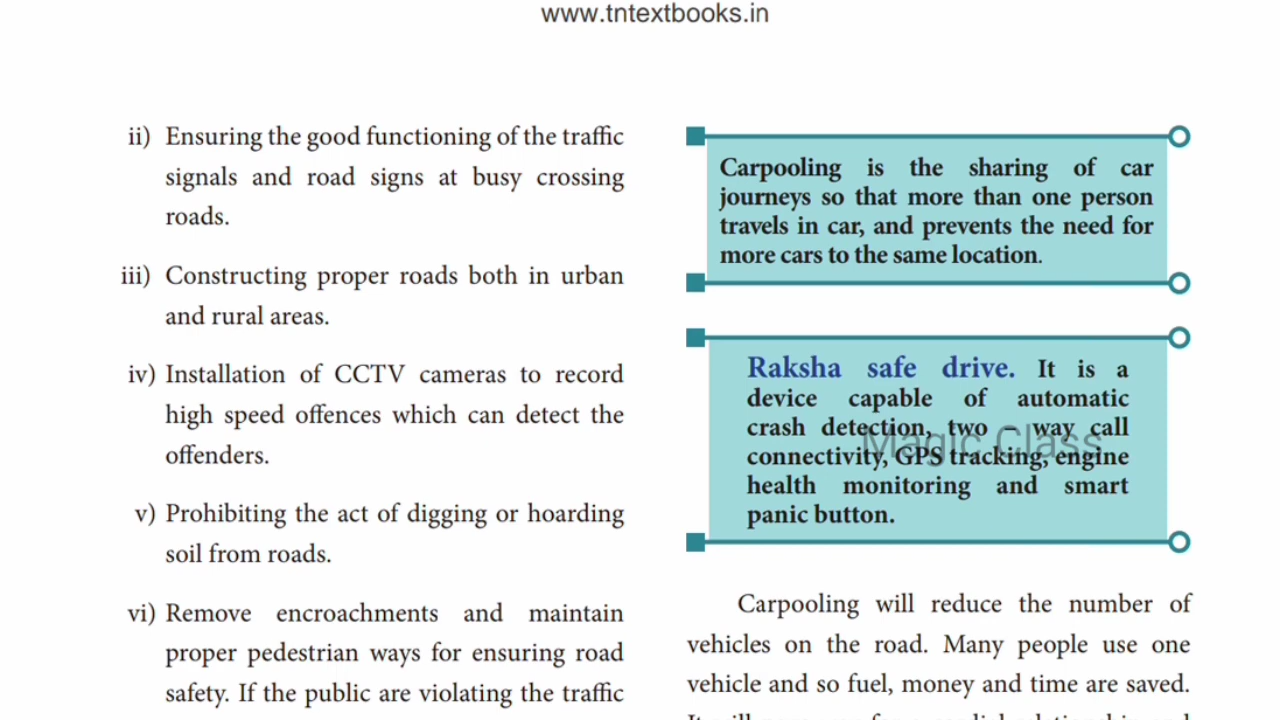 www.tntextbooks.in
ii) Ensuring the good functioning of the traffic
signals and road signs at busy crossing
roads.
iii) Constructing proper roads both in urban
and rural areas.
iv) Installation of CCTV cameras to record
high speed offences which can detect the
offenders.
v) Prohibiting the act of digging or hoarding
soil from roads.
vi) Remove encroachments and maintain
proper pedestrian ways for ensuring road
safety. If the public are violating the traffic
Carpooling is the sharing of car
journeys so that more than one person
travels in car, and prevents the need for
more cars to the same location.
Raksha safe drive. It is a
device capable of automatic
crash detection, two – way call
connectivity, GPS tracking, engine
health monitoring and smart
panic button.
Magic Class
Carpooling will reduce the number of
vehicles on the road. Many people use one
vehicle and so fuel, money and time are saved.